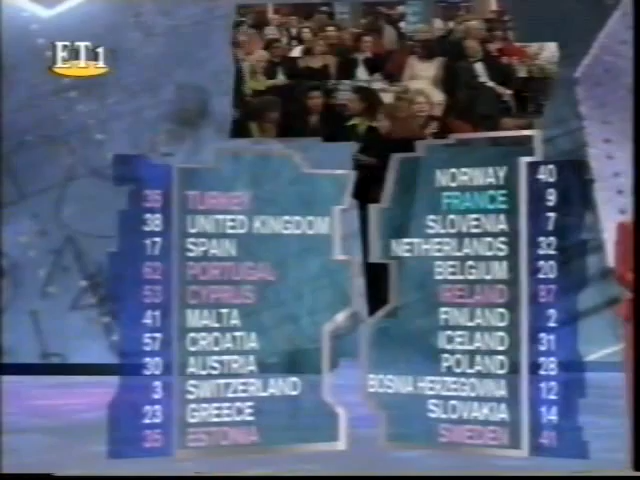 ET1
35 TURKEY
38 UNITED KINGDOM
17 SPAIN
62 PORTUGAL
53 CYPRUS
41 MALTA
57 CROATIA
30 AUSTRIA
3 SWITZERLAND
23 GREECE
35 ESTONIA
NORWAY 40
FRANCE 9
SLOVENIA 7
NETHERLANDS 32
BELGIUM 20
IRELAND 87
FINLAND 2
ICELAND 31
POLAND 28
BOSNIA HERZEGOVINA 12
SLOVAKIA 14
SWEDEN 41